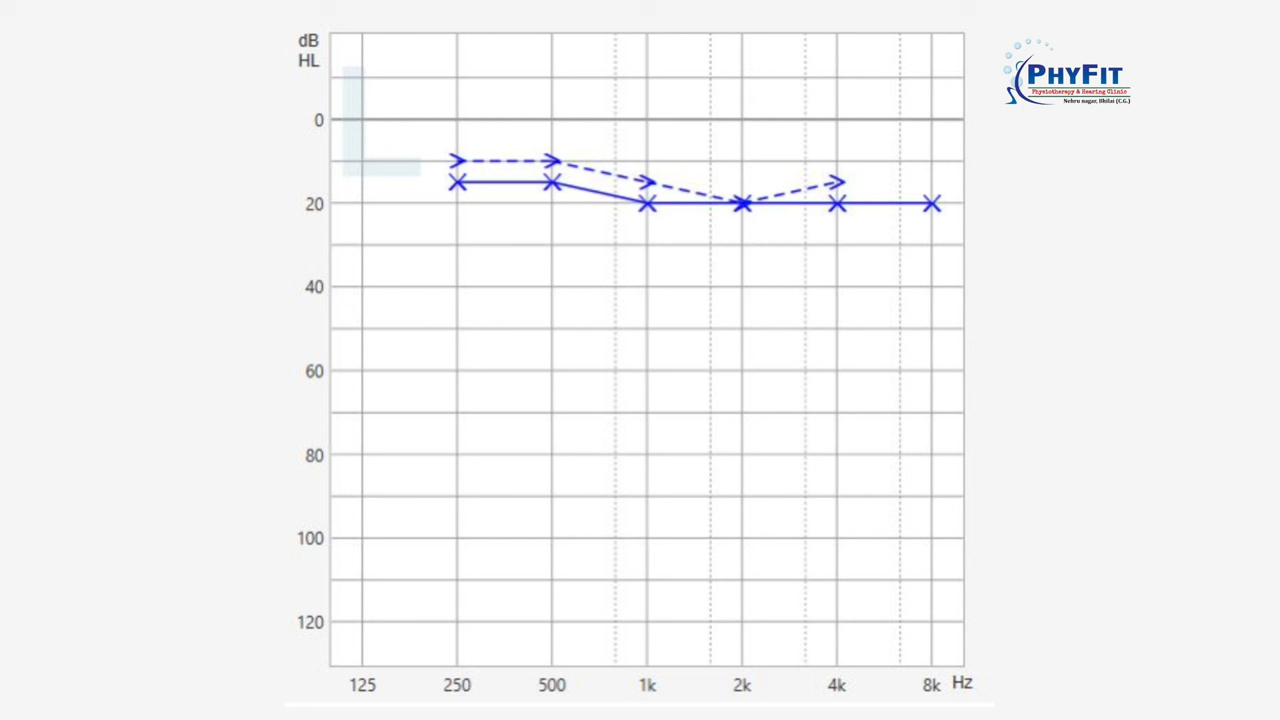 dB
HL
L
0
20
40
60
80
100
120
125 250 500 1k 2k 4k 8k Hz
PHYFIT
Physiotherapy & Hearing Clinic
Nehru nagar, Bhilai (C.G.)